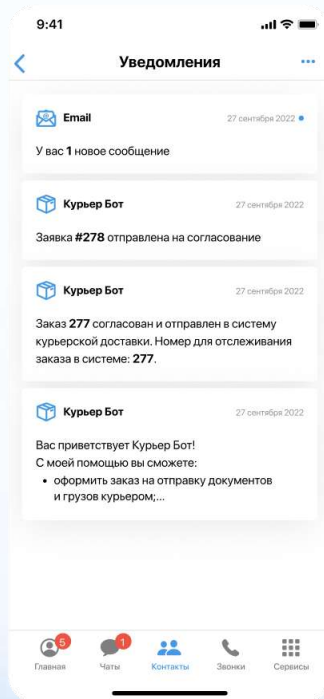 9:41
Уведомления
Email
27 сентября 2022
У вас 1 новое сообщение
Курьер Бот
27 сентября 2022
Заявка #278 отправлена на согласование
Курьер Бот
27 сентября 2022
Заказ 277 согласован и отправлен в систему
курьерской доставки. Номер для отслеживания
заказа в системе: 277.
Курьер Бот
27 сентября 2022
Вас приветствует Курьер Бот!
С моей помощью вы сможете:
• оформить заказ на отправку документов
и грузов курьером;...
5
1
Главная
Чаты
Контакты
Звонки
Сервисы